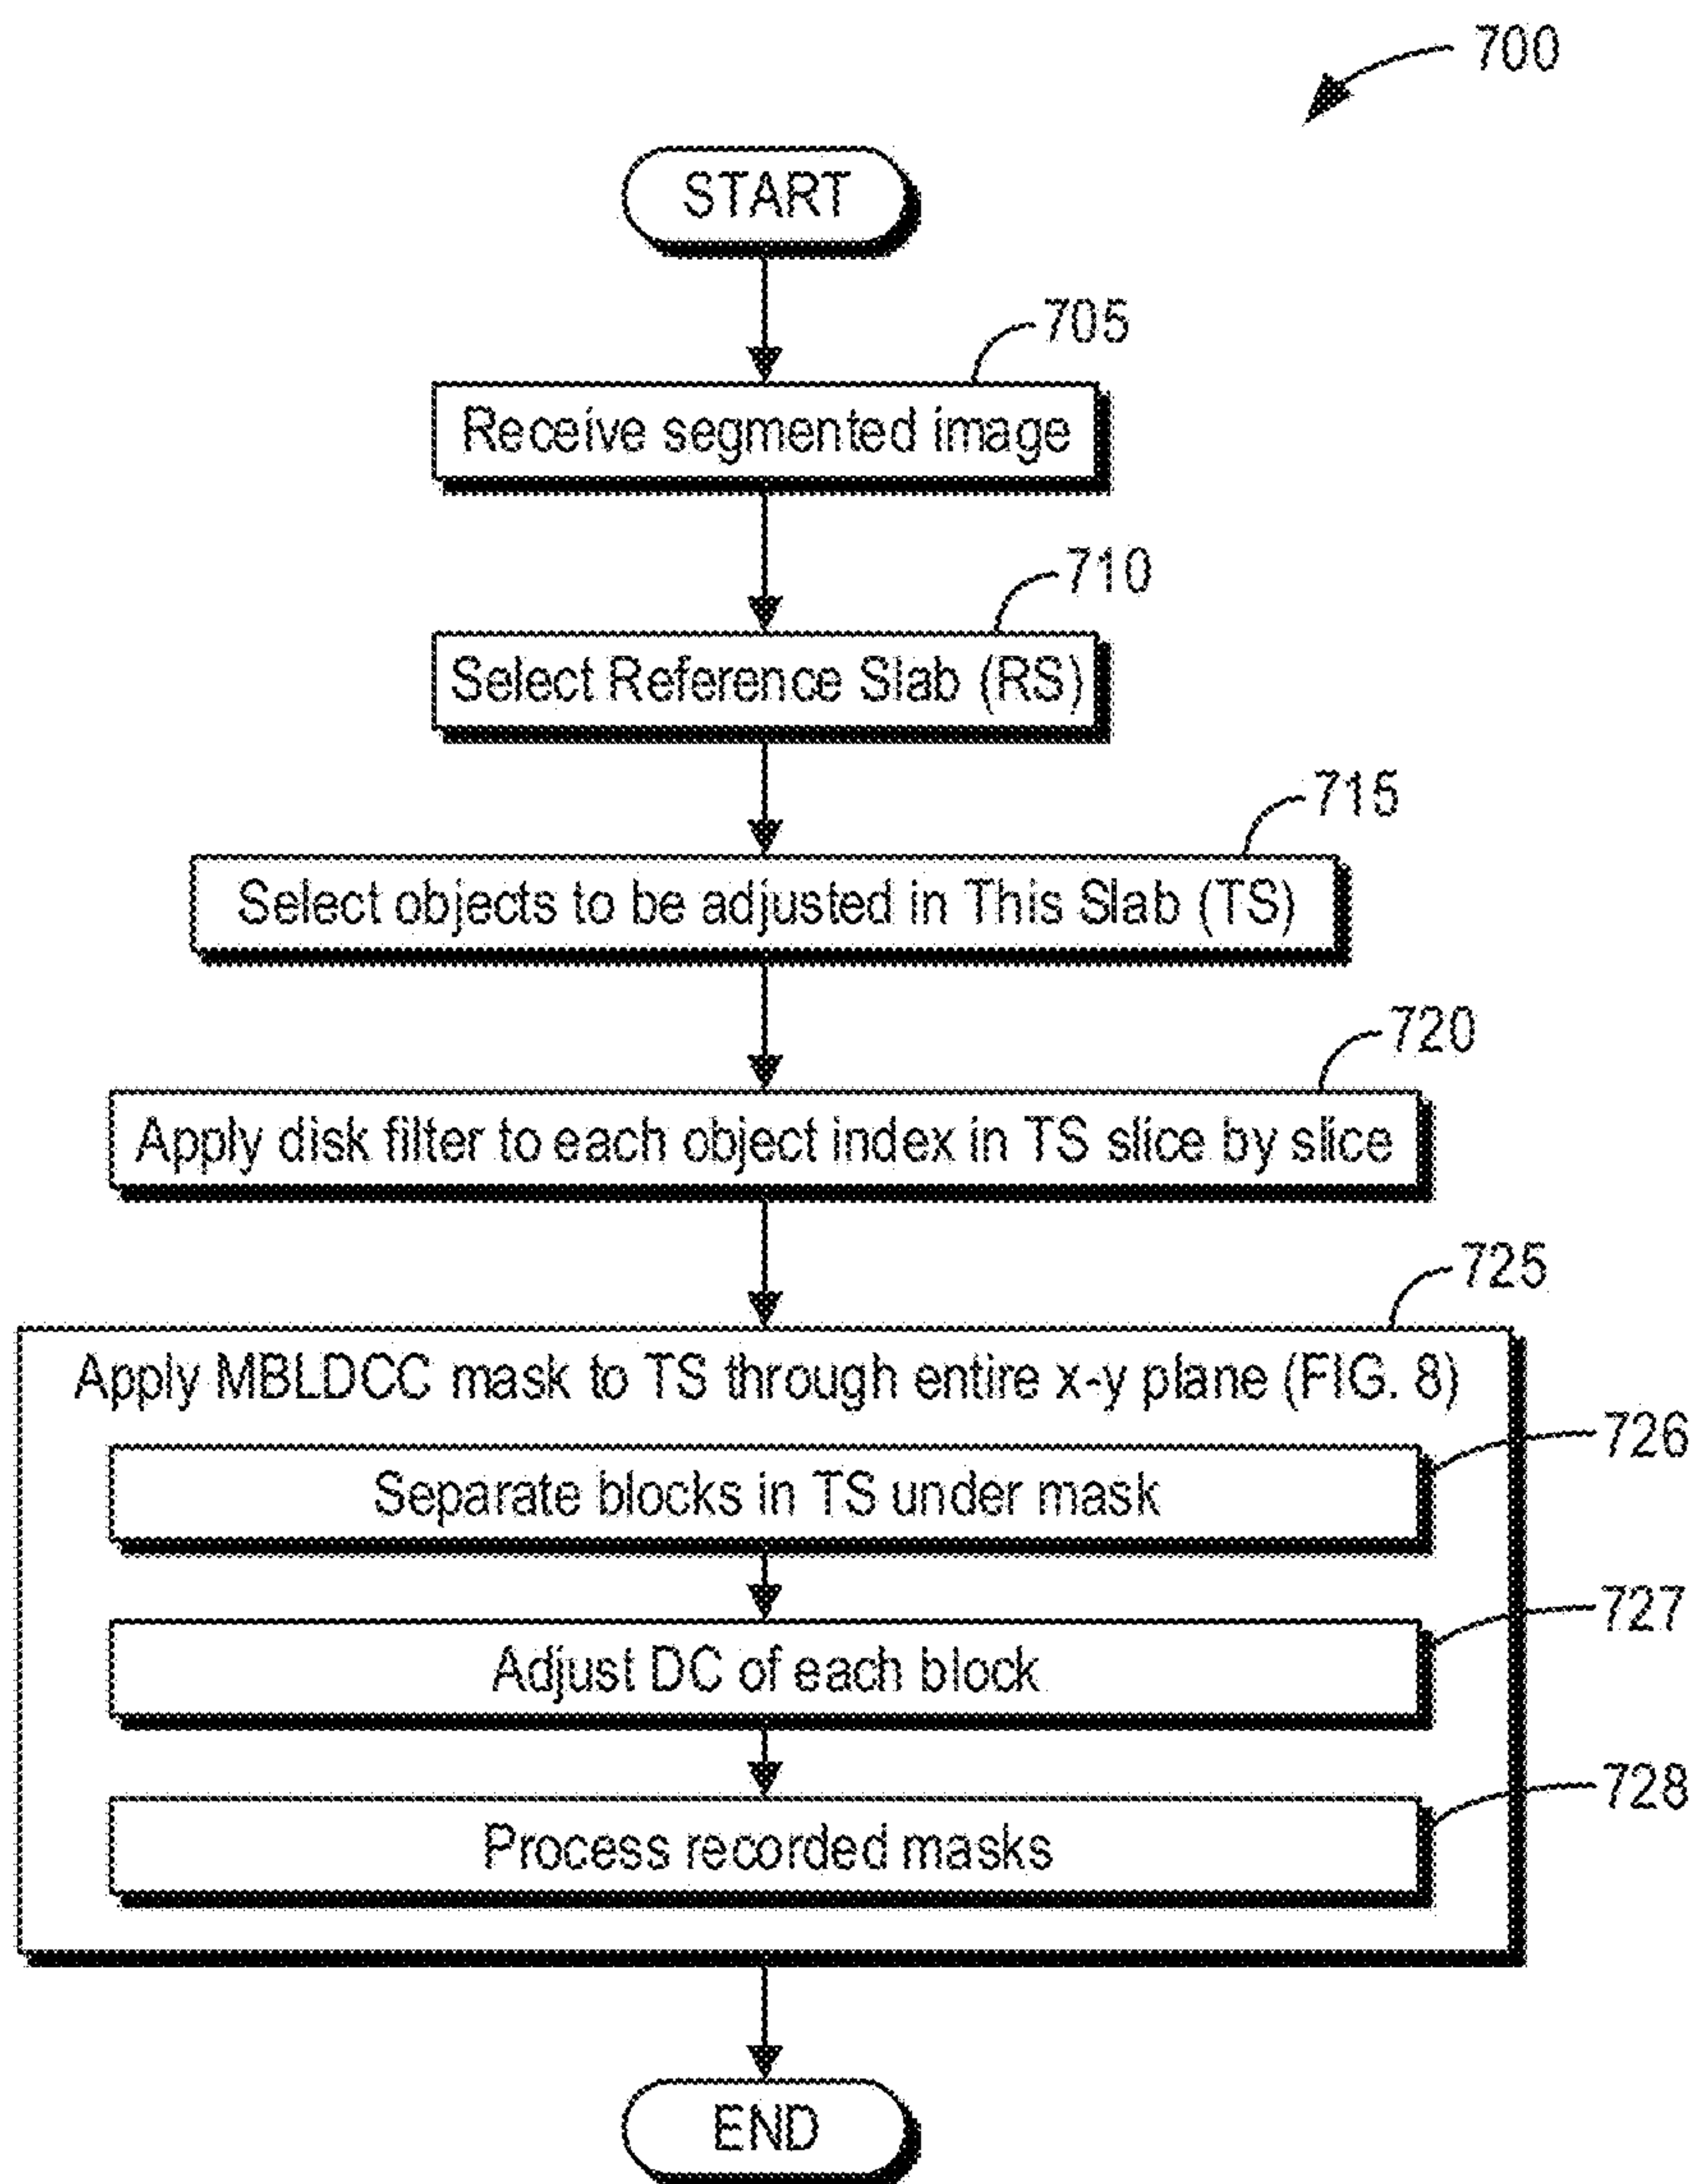 700
START
705
Receive segmented image
710
Select Reference Slab (RS)
715
Select objects to be adjusted in This Slab (TS)
720
Apply disk filter to each object index in TS slice by slice
725
Apply MBLDCC mask to TS through entire x-y plane (FIG. 8)
726
Separate blocks in TS under mask
727
Adjust DC of each block
728
Process recorded masks
END